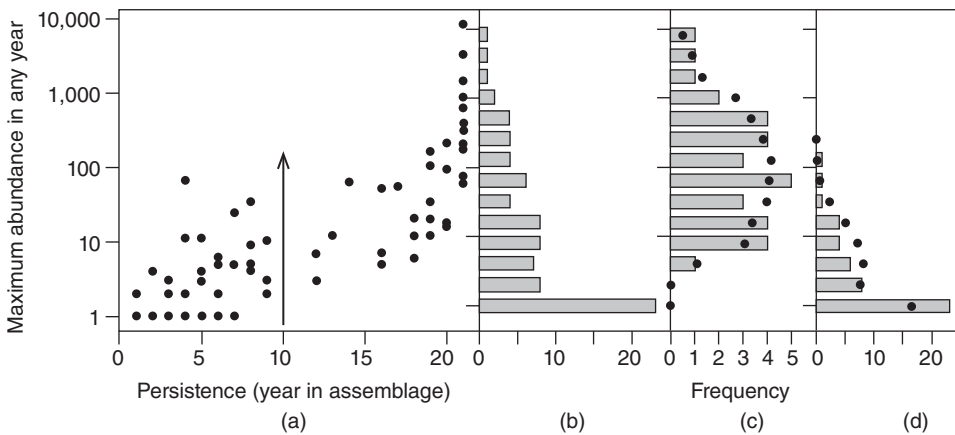 Maximum abundance in any year
10,000
1,000
100
10
1
0 5 10 15 20 0 10 20 0 1 2 3 4 5 0 10 20
Persistence (year in assemblage) Frequency
(a) (b) (c) (d)